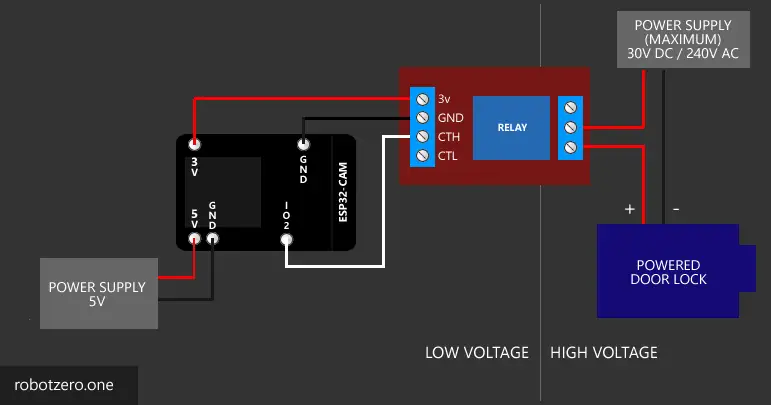 POWER SUPPLY
(MAXIMUM)
30V DC / 240V AC
3v
GND
CTH
CTL
RELAY
3V
GND
ESP32-CAM
5V
GND
IO2
+ -
POWERED
DOOR LOCK
POWER SUPPLY
5V
LOW VOLTAGE
HIGH VOLTAGE
robotzero.one